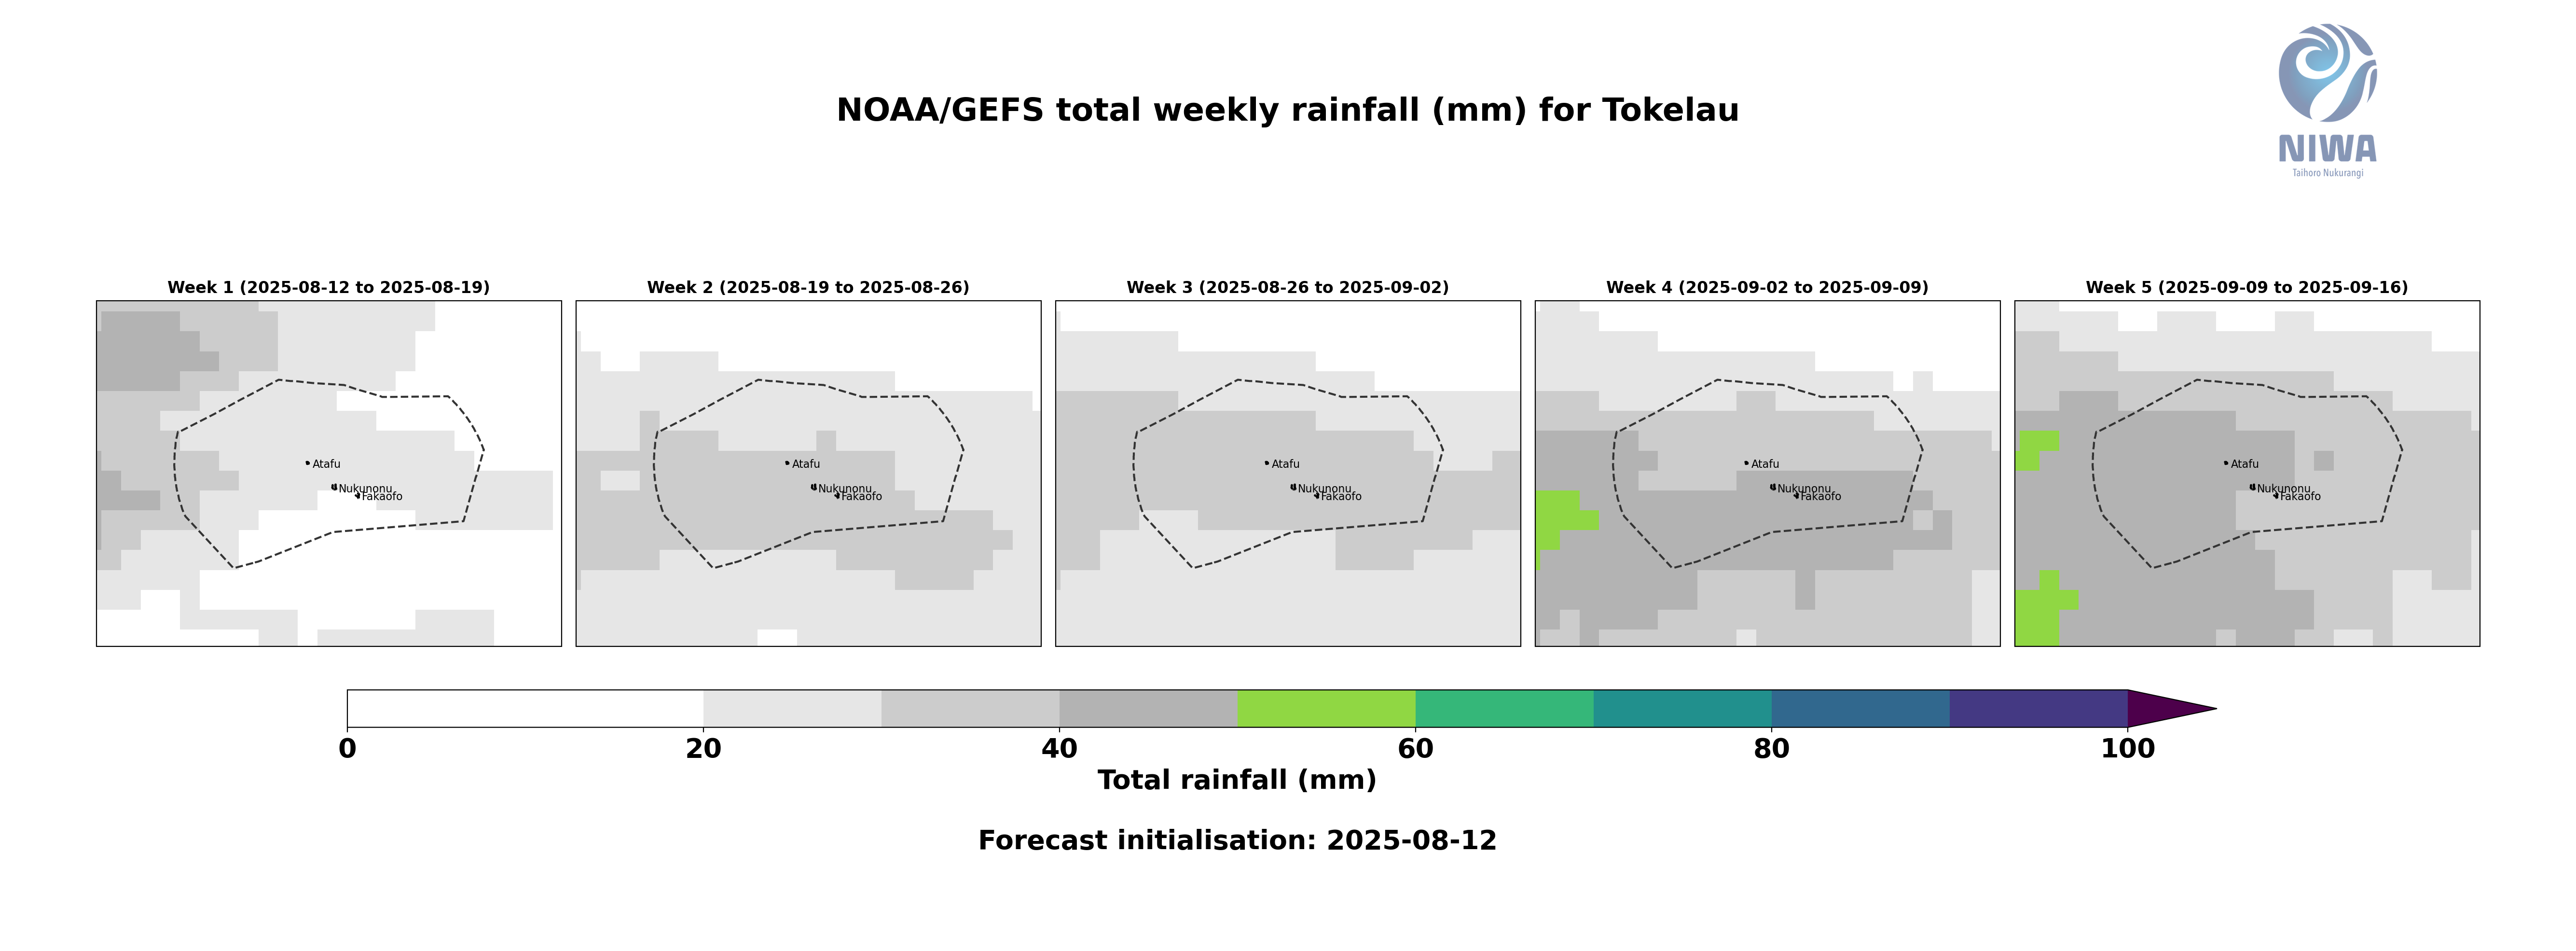 NOAA/GEFS total weekly rainfall (mm) for Tokelau
NIWA
Taihoro Nukurangi
Week 1 (2025-08-12 to 2025-08-19)
Week 2 (2025-08-19 to 2025-08-26)
Week 3 (2025-08-26 to 2025-09-02)
Week 4 (2025-09-02 to 2025-09-09)
Week 5 (2025-09-09 to 2025-09-16)
Atafu
Nukunonu
Fakaofo
Atafu
Nukunonu
Fakaofo
Atafu
Nukunonu
Fakaofo
Atafu
Nukunonu
Fakaofo
Atafu
Nukunonu
Fakaofo
0 20 40 60 80 100
Total rainfall (mm)
Forecast initialisation: 2025-08-12